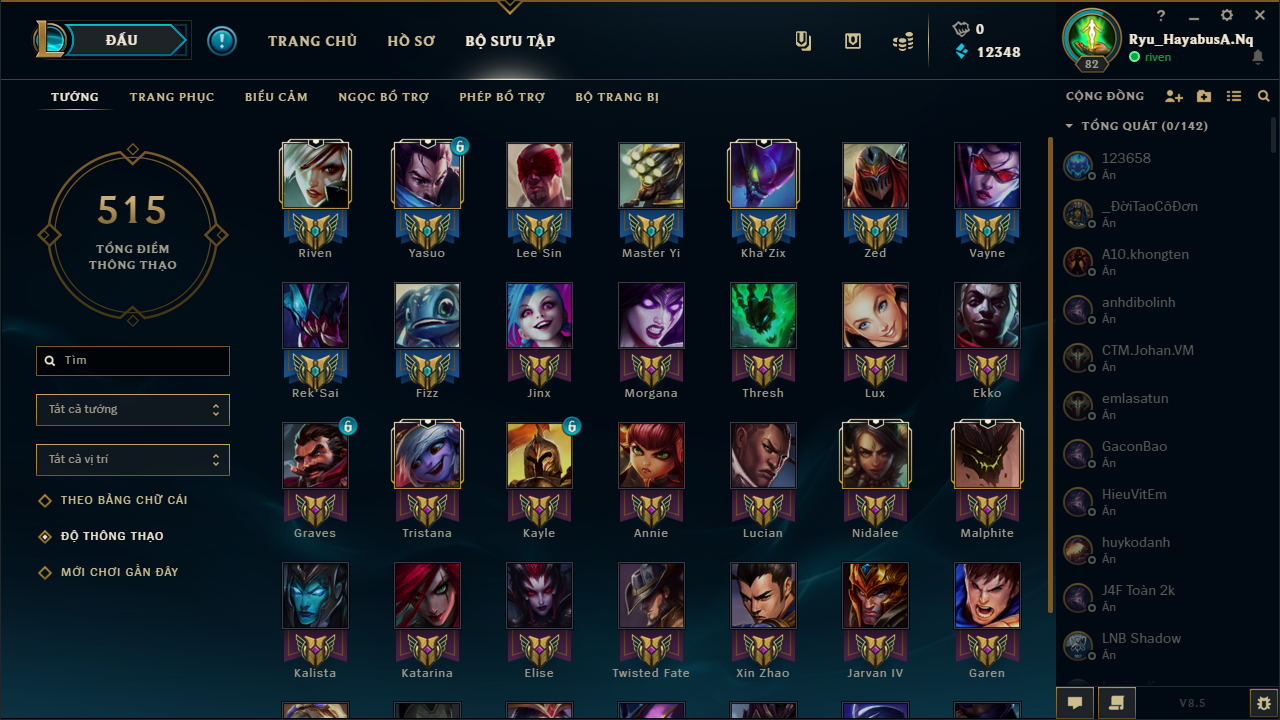 ĐẤU
TRANG CHỦ
HỒ SƠ
BỘ SƯU TẬP
0
12348
82
Ryu_HayabusA.Nq
riven
TƯỚNG
TRANG PHỤC
BIỂU CẢM
NGỌC BỔ TRỢ
PHÉP BỔ TRỢ
BỘ TRANG BỊ
CỘNG ĐỒNG
TỔNG QUÁT (0/142)
515
TỔNG ĐIỂM
THÔNG THẠO
Tìm
Tất cả tướng
Tất cả vị trí
THEO BẢNG CHỮ CÁI
ĐỘ THÔNG THẠO
MỚI CHƠI GẦN ĐÂY
6
Riven
Yasuo
Lee Sin
Master Yi
Kha'Zix
Zed
Vayne
Rek'Sai
Fizz
Jinx
Morgana
Thresh
Lux
Ekko
6
6
Graves
Tristana
Kayle
Annie
Lucian
Nidalee
Malphite
Kalista
Katarina
Elise
Twisted Fate
Xin Zhao
Jarvan IV
Garen
123658
Ẩn
_ĐờiTaoCôĐơn
Ẩn
A10.khongten
Ẩn
anhdibolinh
Ẩn
CTM.Johan.VM
Ẩn
emlasatun
Ẩn
GaconBao
Ẩn
HieuVitEm
Ẩn
huykodanh
Ẩn
J4F Toàn 2k
Ẩn
LNB Shadow
Ẩn
V8.5